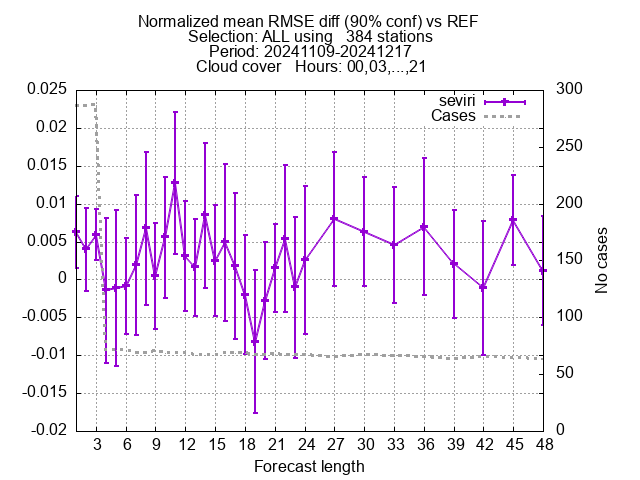 Normalized mean RMSE diff (90% conf) vs REF
Selection: ALL using   384 stations
Period: 20241109-20241217
Cloud cover   Hours: 00,03,...,21
seviri
Cases
0.025
0.02
0.015
0.01
0.005
0
-0.005
-0.01
-0.015
-0.02
300
250
200
150
100
50
0
No cases
3 6 9 12 15 18 21 24 27 30 33 36 39 42 45 48
Forecast length